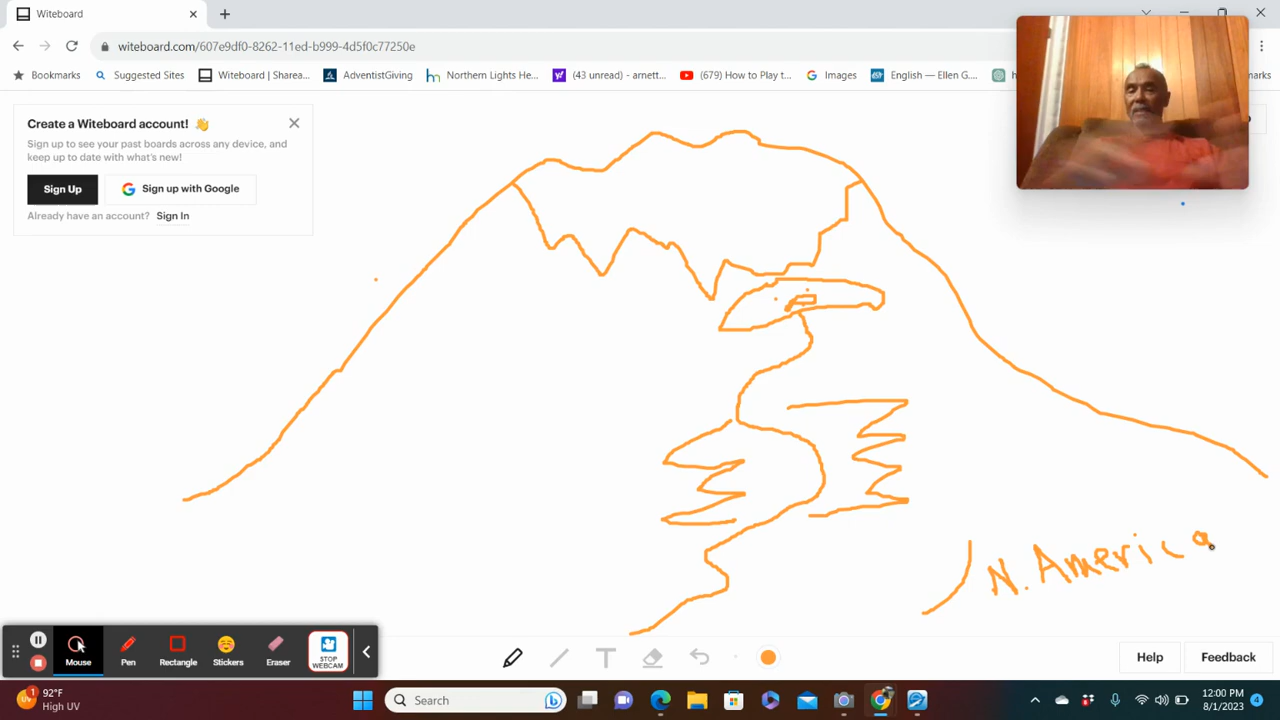 Witeboard
witeboard.com/607e9df0-8262-11ed-b999-4d5f0c77250e
Bookmarks
Suggested Sites
Witeboard | Sharea...
AdventistGiving
Northern Lights He...
(43 unread) - arnett...
(679) How to Play t...
Images
English — Ellen G....
Create a Witeboard account! 👋
Sign up to see your past boards across any device, and
keep up to date with what's new!
Sign Up
Sign up with Google
Already have an account? Sign In
N. America
Mouse
Pen
Rectangle
Stickers
Eraser
STOP
WEBCAM
Help
Feedback
1
92°F
High UV
Search
12:00 PM
8/1/2023
4